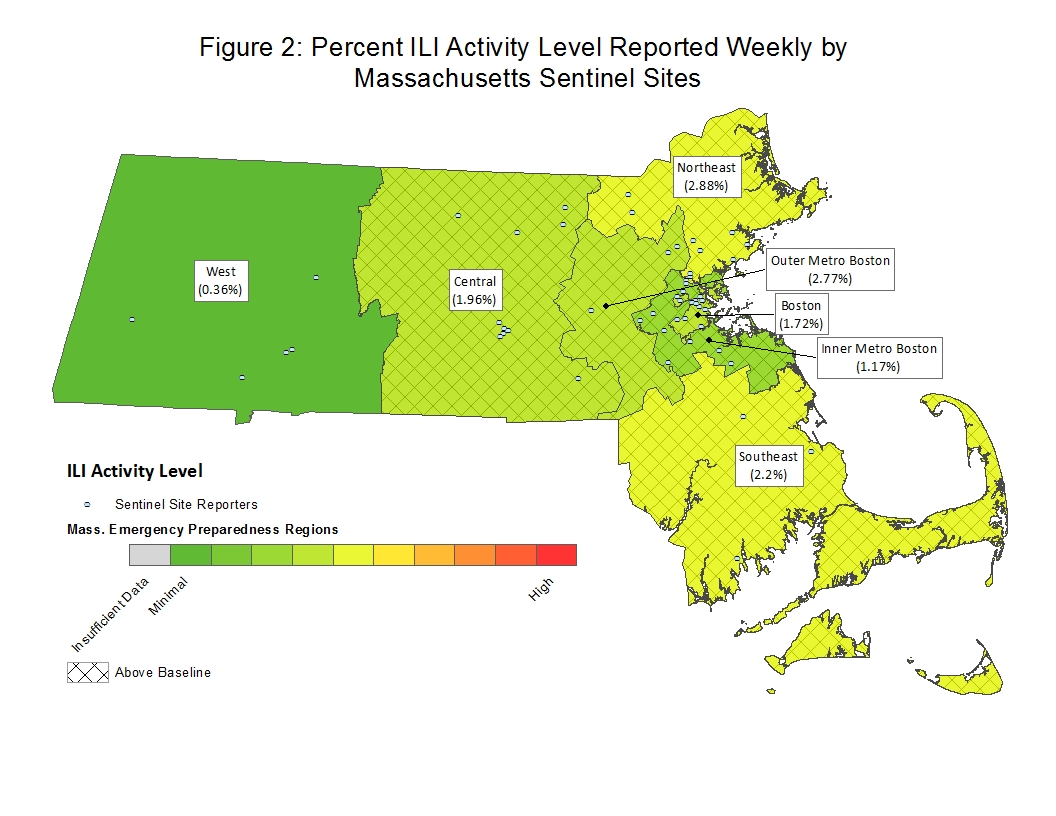 Figure 2: Percent ILI Activity Level Reported Weekly by
Massachusetts Sentinel Sites
Northeast
(2.88%)
Outer Metro Boston
(2.77%)
West
(0.36%)
Central
(1.96%)
Boston
(1.72%)
Inner Metro Boston
(1.17%)
Southeast
(2.2%)
ILI Activity Level
Sentinel Site Reporters
Mass. Emergency Preparedness Regions
Insufficient Data
Minimal
High
Above Baseline